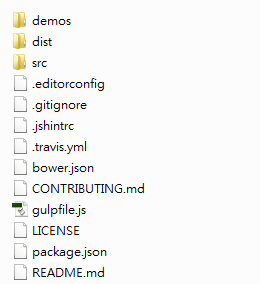 demos
dist
src
.editorconfig
.gitignore
.jshintrc
.travis.yml
bower.json
CONTRIBUTING.md
gulpfile.js
LICENSE
package.json
README.md